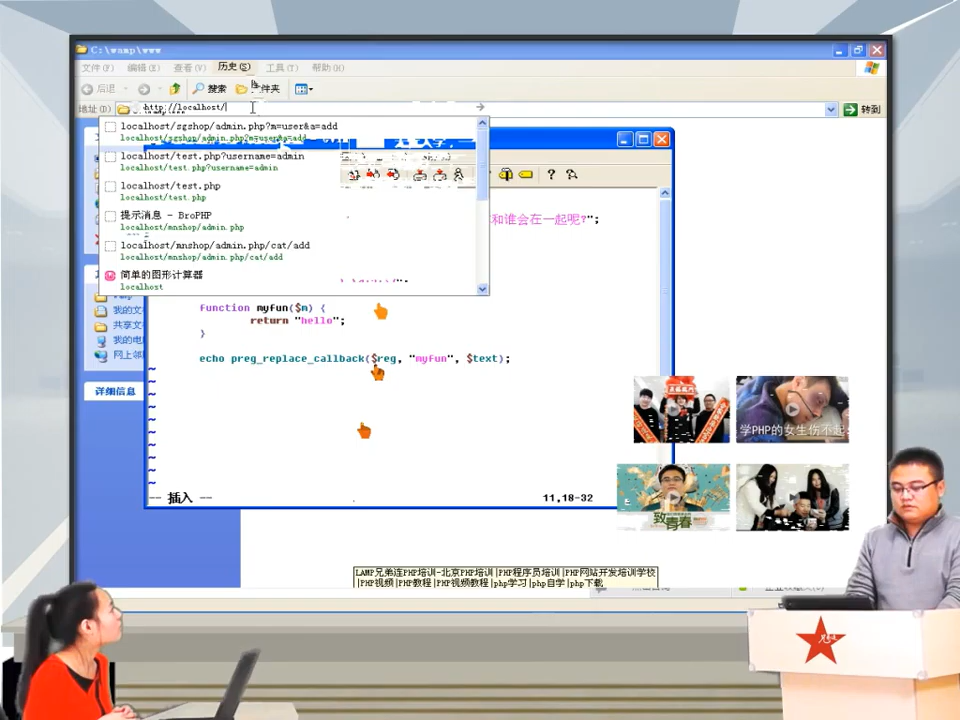 C:\wamp\www
文件(F) 编辑(E) 查看(V) 历史(S) 工具(T) 帮助(H)
后退 搜索 件夹
地址(D) http://localhost/ 转到
localhost/sgshop/admin.php?m=user&a=add
localhost/sgshop/admin.php?m=user&a=add
localhost/test.php?username=admin
localhost/test.php?username=admin
localhost/test.php
localhost/test.php
提示消息 - BroPHP
localhost/mnshop/admin.php
localhost/mnshop/admin.php/cat/add
localhost/mnshop/admin.php/cat/add
简单的图形计算器
localhost
和谁会在一起呢?";
我的文
共享文
我的电
网上邻
详细信息
function myfun($m) {
return "hello";
}
echo preg_replace_callback($reg, "myfun", $text);
~
~
~
~
~
~
~
~
~
~
-- 插入 --
11,18-32
学PHP的女生伤不起
致青春
LAMP兄弟连PHP培训-北京PHP培训|PHP程序员培训|PHP网站开发培训学校
|PHP视频|PHP教程|PHP视频教程|php学习|php自学|php下载